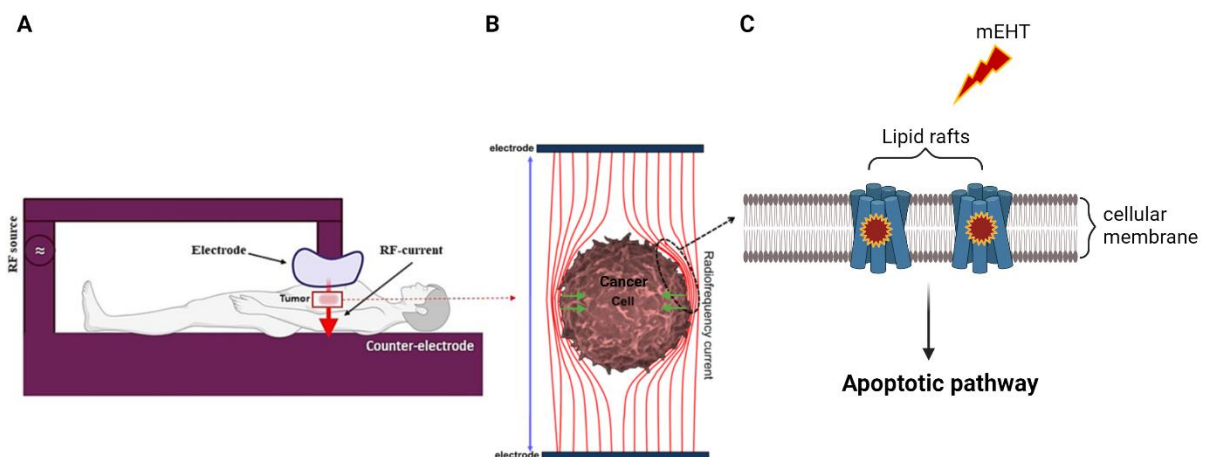 A
RF source
≈
Electrode
RF-current
Tumor
Counter-electrode
B
electrode
Cancer
Cell
Radiofrequency current
electrode
C
mEHT
Lipid rafts
cellular
membrane
Apoptotic pathway